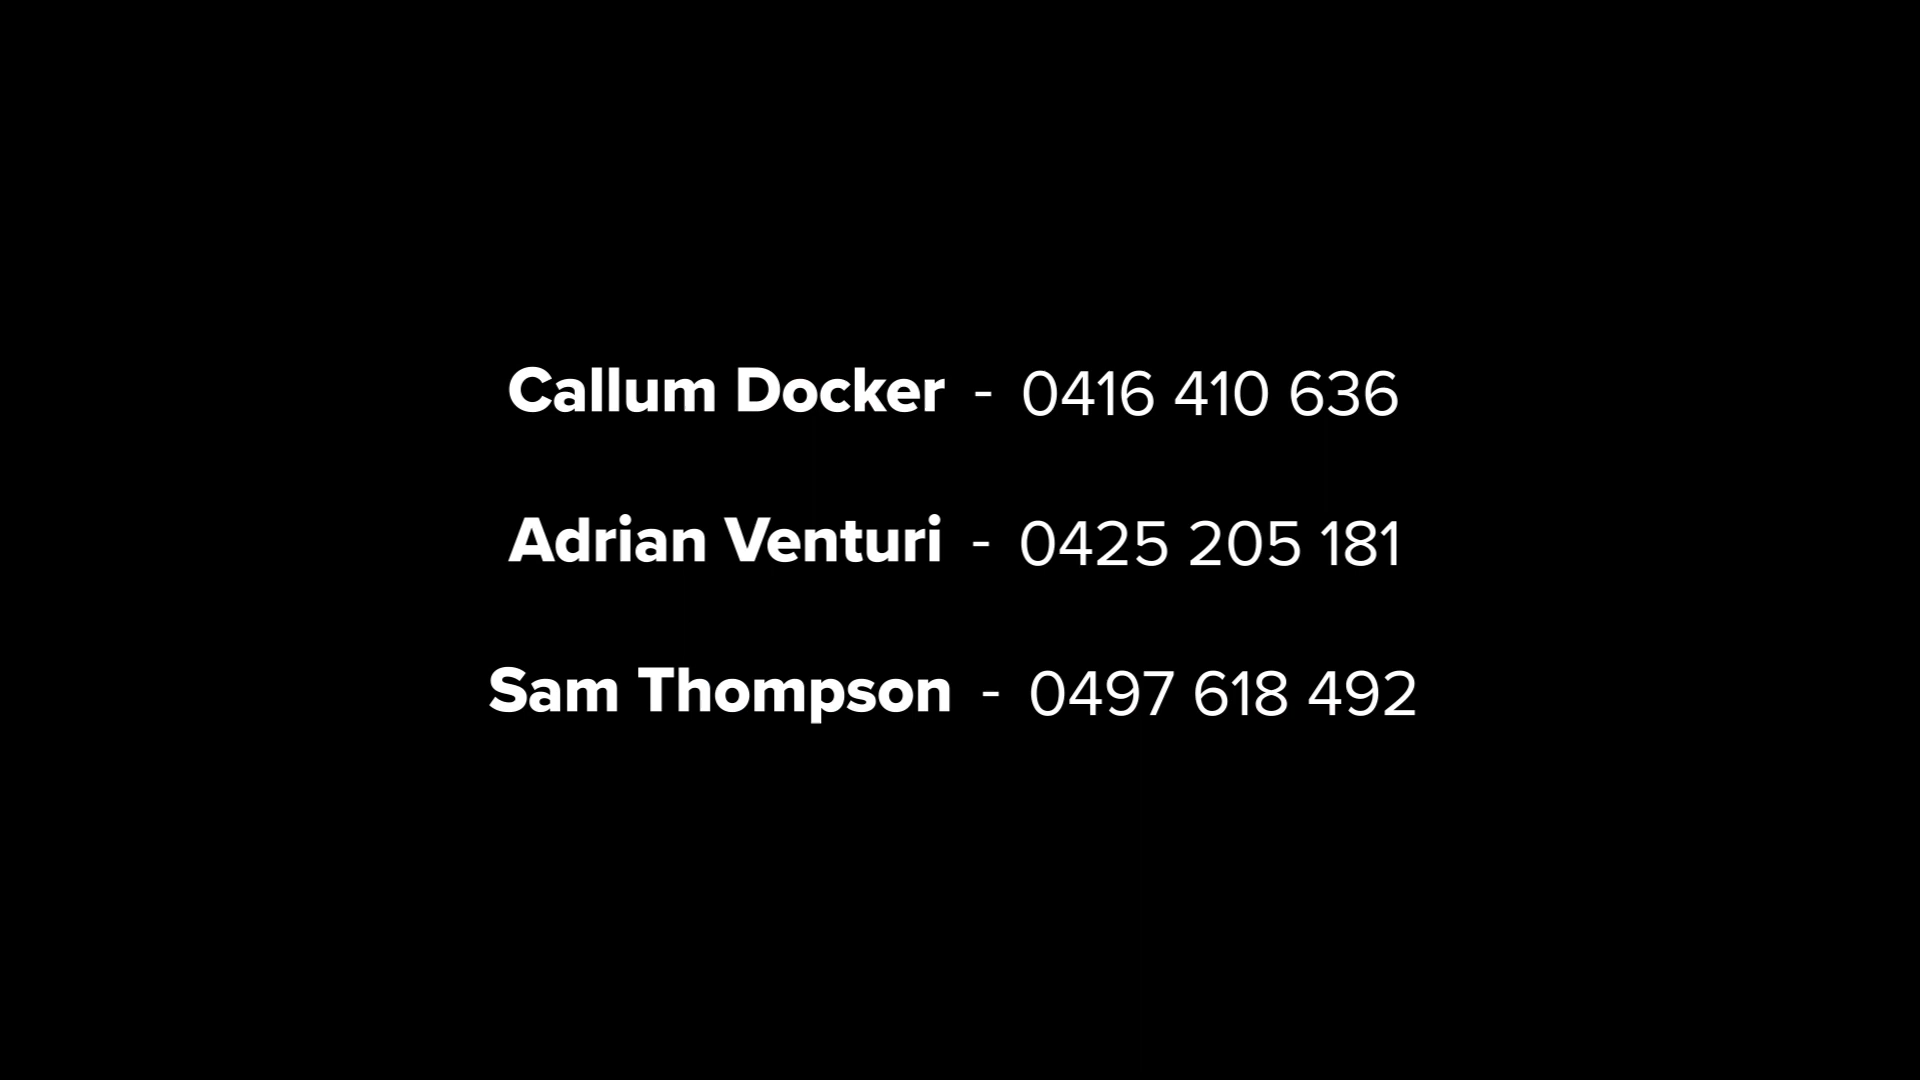 Callum Docker - 0416 410 636
Adrian Venturi - 0425 205 181
Sam Thompson - 0497 618 492